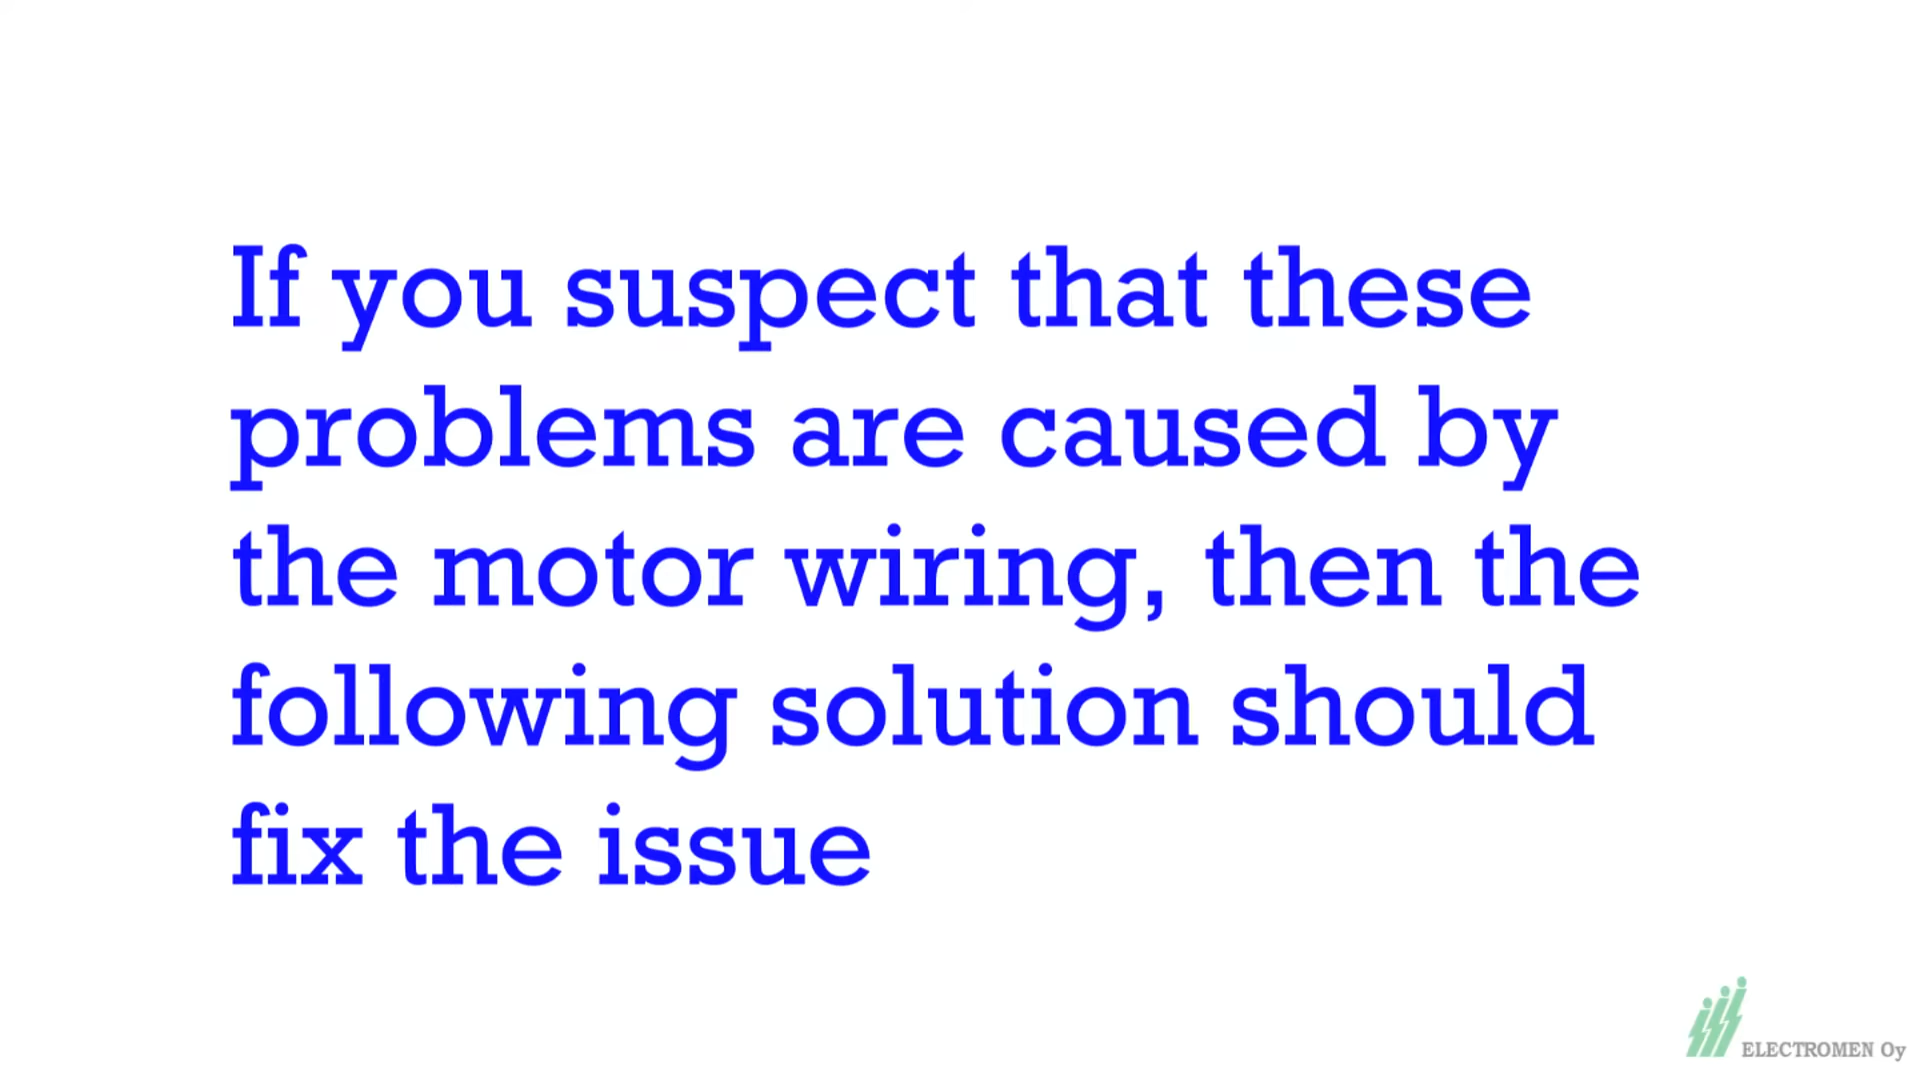 If you suspect that these
problems are caused by
the motor wiring, then the
following solution should
fix the issue
ELECTROMEN Oy